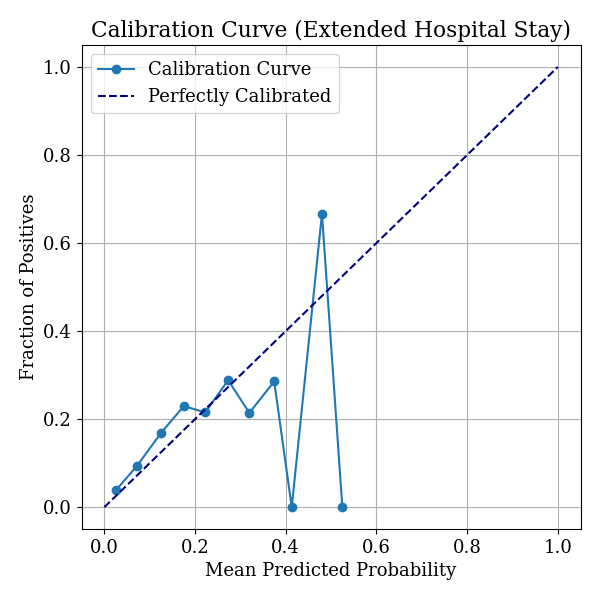 Calibration Curve (Extended Hospital Stay)
Calibration Curve
Perfectly Calibrated
1.0
0.8
0.6
0.4
0.2
0.0
Fraction of Positives
0.0 0.2 0.4 0.6 0.8 1.0
Mean Predicted Probability